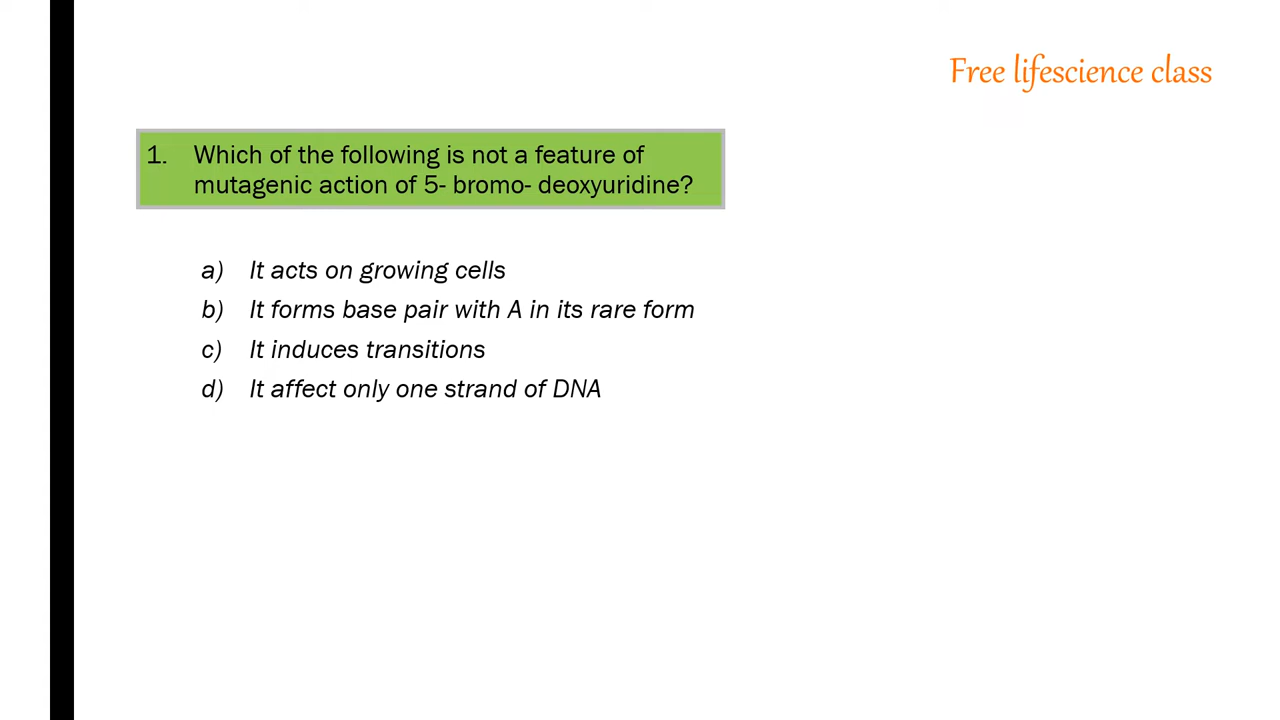 Free lifescience class
1. Which of the following is not a feature of
mutagenic action of 5- bromo- deoxyuridine?
a) It acts on growing cells
b) It forms base pair with A in its rare form
c) It induces transitions
d) It affect only one strand of DNA